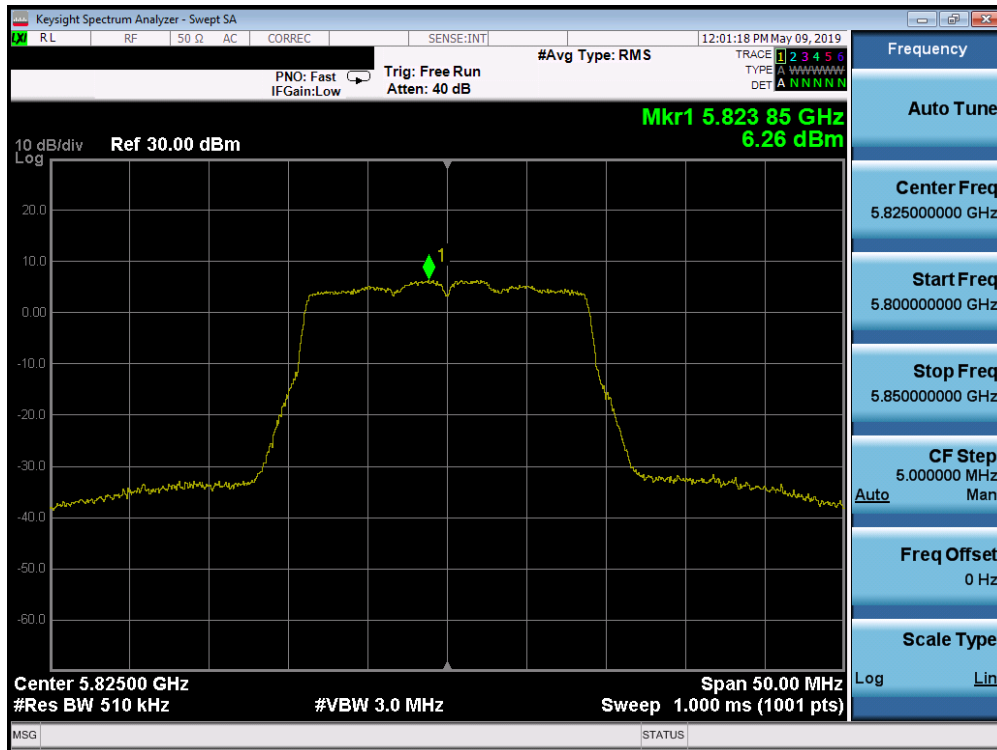 Keysight Spectrum Analyzer - Swept SA
LXI RL RF 50 Ω AC CORREC SENSE:INT 12:01:18 PM May 09, 2019
Frequency
#Avg Type: RMS
TRACE 1 2 3 4 5 6
TYPE A WWWWWW
DET A N N N N N
PNO: Fast
IFGain:Low
Trig: Free Run
Atten: 40 dB
Auto Tune
Mkr1 5.823 85 GHz
6.26 dBm
10 dB/div Ref 30.00 dBm
Log
20.0
10.0
0.00
-10.0
-20.0
-30.0
-40.0
-50.0
-60.0
1
Center Freq
5.825000000 GHz
Start Freq
5.800000000 GHz
Stop Freq
5.850000000 GHz
CF Step
5.000000 MHz
Auto Man
Freq Offset
0 Hz
Scale Type
Log Lin
Center 5.82500 GHz Span 50.00 MHz
#Res BW 510 kHz #VBW 3.0 MHz Sweep 1.000 ms (1001 pts)
MSG STATUS